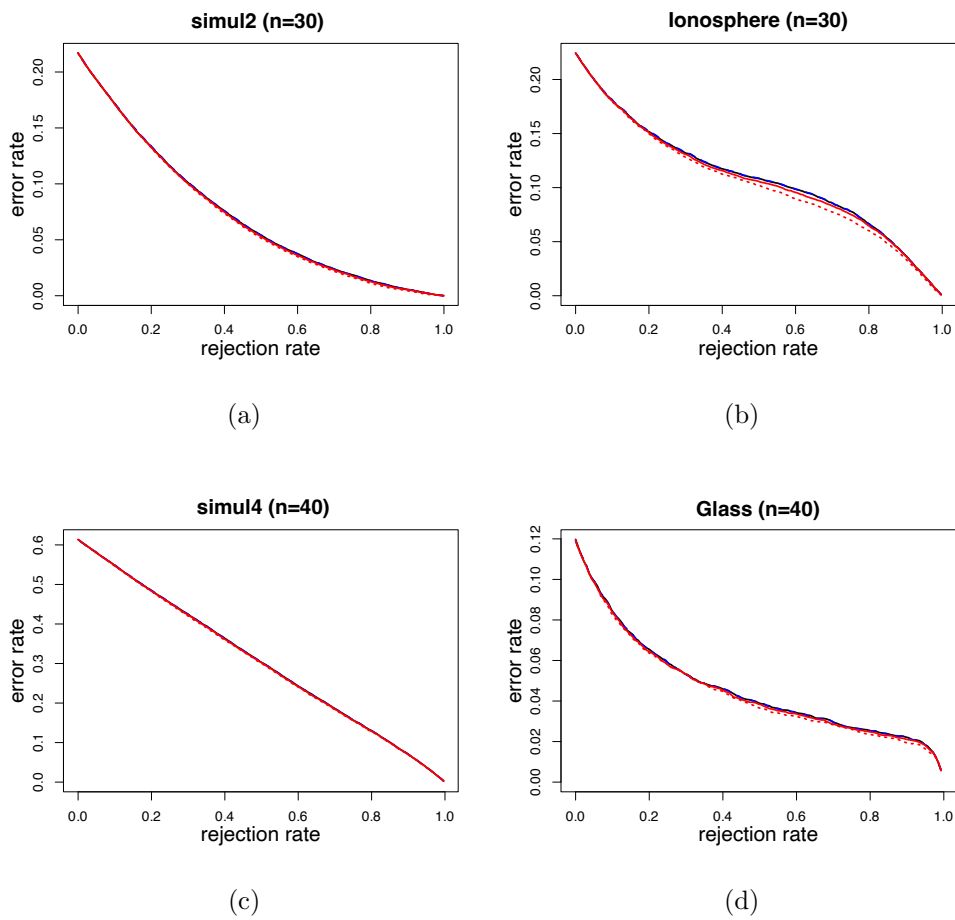 simul2 (n=30)
error rate
0.00 0.05 0.10 0.15 0.20
0.0 0.2 0.4 0.6 0.8 1.0
rejection rate
(a)
Ionosphere (n=30)
error rate
0.00 0.05 0.10 0.15 0.20
0.0 0.2 0.4 0.6 0.8 1.0
rejection rate
(b)
simul4 (n=40)
error rate
0.0 0.1 0.2 0.3 0.4 0.5 0.6
0.0 0.2 0.4 0.6 0.8 1.0
rejection rate
(c)
Glass (n=40)
error rate
0.00 0.02 0.04 0.06 0.08 0.10 0.12
0.0 0.2 0.4 0.6 0.8 1.0
rejection rate
(d)